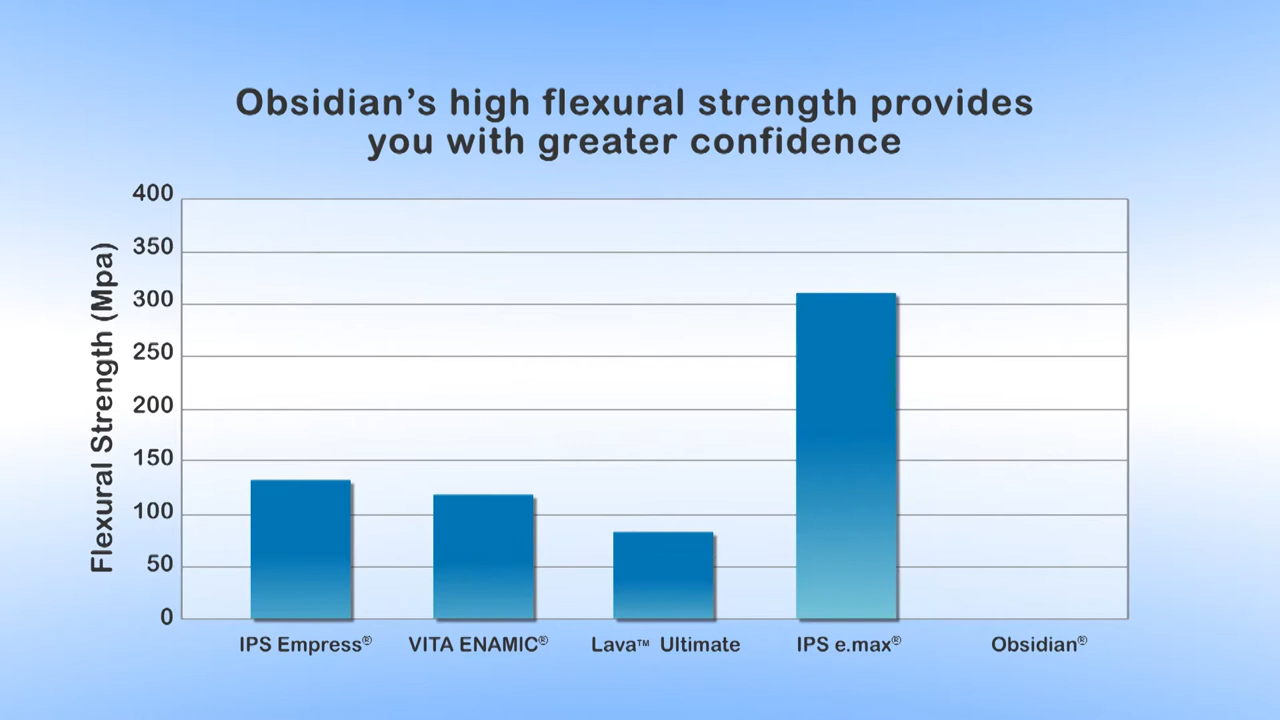 Obsidian’s high flexural strength provides
you with greater confidence
Flexural Strength (Mpa)
400
350
300
250
200
150
100
50
0
IPS Empress®
VITA ENAMIC®
Lava™ Ultimate
IPS e.max®
Obsidian®